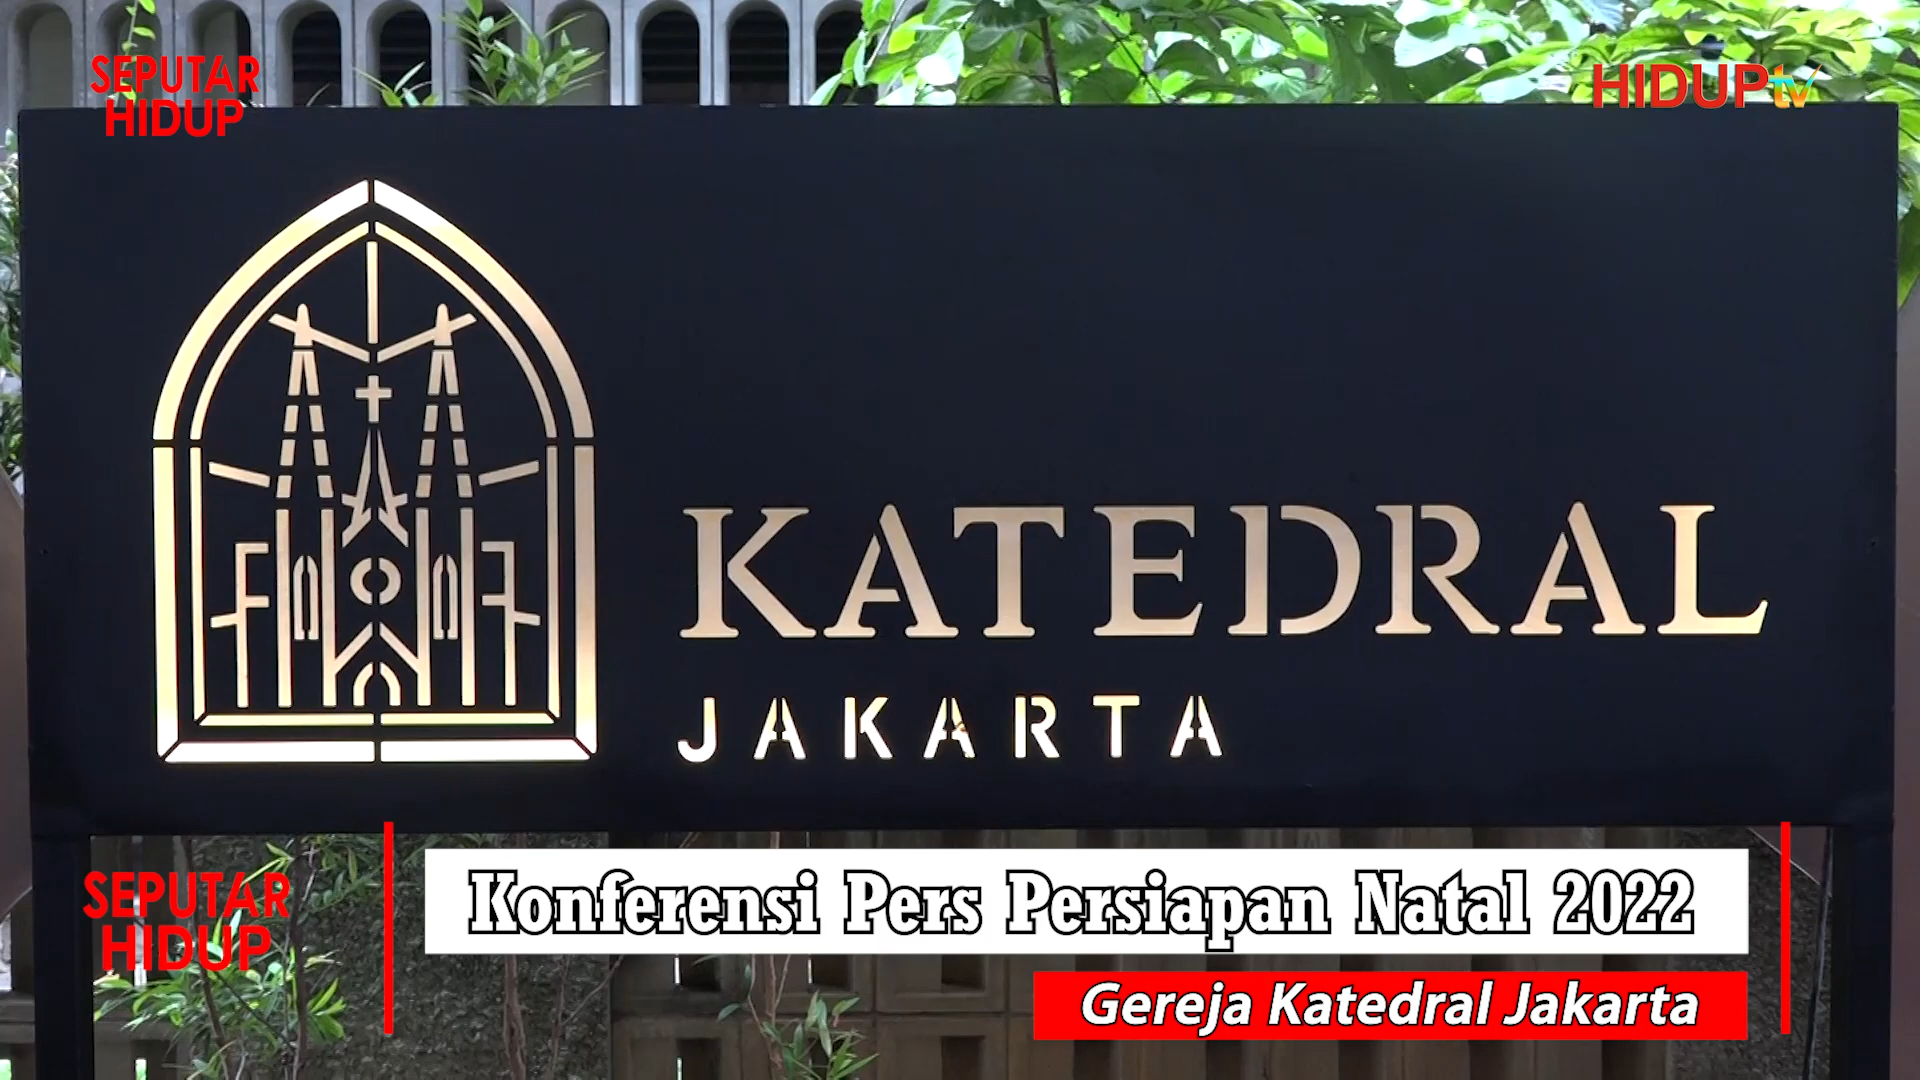 SEPUTAR
HIDUP
HIDUPtv
KATEDRAL
JAKARTA
SEPUTAR
HIDUP
Konferensi Pers Persiapan Natal 2022
Gereja Katedral Jakarta